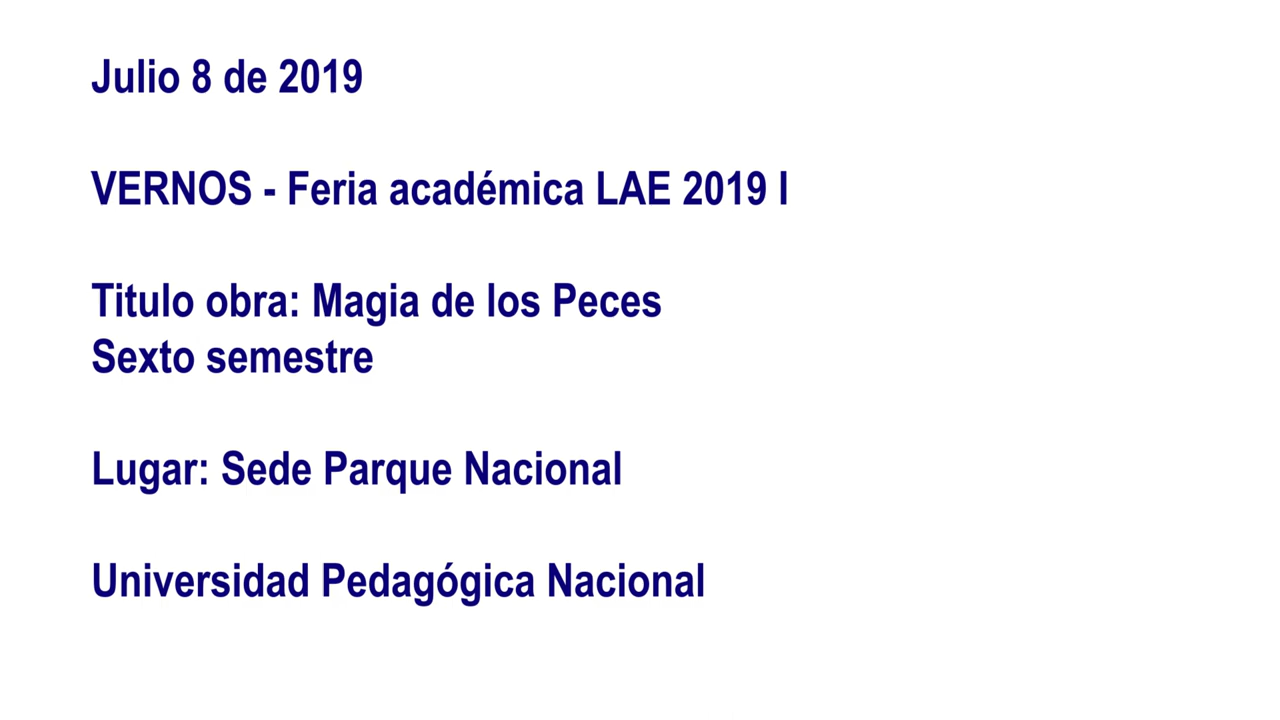 Julio 8 de 2019
VERNOS - Feria académica LAE 2019 I
Titulo obra: Magia de los Peces
Sexto semestre
Lugar: Sede Parque Nacional
Universidad Pedagógica Nacional